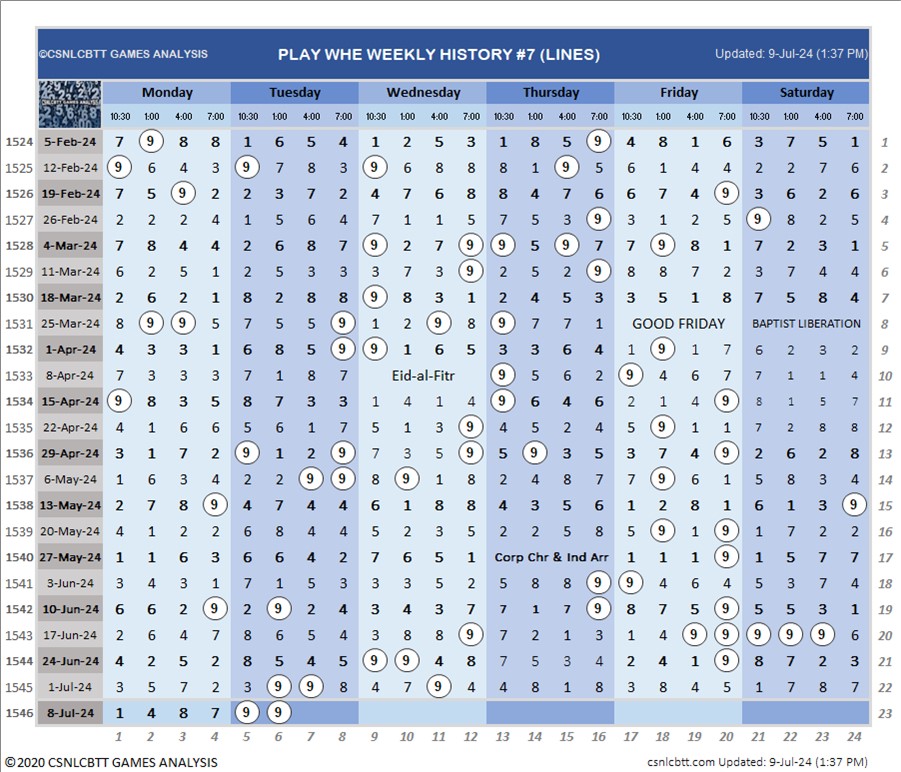 ©CSNLCBTT GAMES ANALYSIS PLAY WHE WEEKLY HISTORY #7 (LINES) Updated: 9-Jul-24 (1:37 PM)
CSNLCBTT GAMES ANALYSIS
Monday Tuesday Wednesday Thursday Friday Saturday
10:30 1:00 4:00 7:00 10:30 1:00 4:00 7:00 10:30 1:00 4:00 7:00 10:30 1:00 4:00 7:00 10:30 1:00 4:00 7:00 10:30 1:00 4:00 7:00
1524 5-Feb-24 7 9 8 8 1 6 5 4 1 2 5 3 1 8 5 9 4 8 1 6 3 7 5 1 1
1525 12-Feb-24 9 6 4 3 9 7 8 3 9 6 8 8 8 1 9 5 6 1 4 4 2 2 7 6 2
1526 19-Feb-24 7 5 9 2 2 3 7 2 4 7 6 8 8 4 7 6 6 7 4 9 3 6 2 6 3
1527 26-Feb-24 2 2 2 4 1 5 6 4 7 1 1 5 7 5 3 9 3 1 2 5 9 8 2 5 4
1528 4-Mar-24 7 8 4 4 2 6 8 7 9 2 7 9 9 5 9 7 7 9 8 1 7 2 3 1 5
1529 11-Mar-24 6 2 5 1 2 5 3 3 3 7 3 9 2 5 2 9 8 8 7 2 3 7 4 4 6
1530 18-Mar-24 2 6 2 1 8 2 8 8 9 8 3 1 2 4 5 3 3 5 1 8 7 5 8 4 7
1531 25-Mar-24 8 9 9 5 7 5 5 9 1 2 9 8 9 7 7 1 GOOD FRIDAY BAPTIST LIBERATION 8
1532 1-Apr-24 4 3 3 1 6 8 5 9 9 1 6 5 3 3 6 4 1 9 1 7 6 2 3 2 9
1533 8-Apr-24 7 3 3 3 7 1 8 7 Eid-al-Fitr 9 5 6 2 9 4 6 7 7 1 1 4 10
1534 15-Apr-24 9 8 3 5 8 7 3 3 1 4 1 4 9 6 4 6 2 1 4 9 8 1 5 7 11
1535 22-Apr-24 4 1 6 6 5 6 1 7 5 1 3 9 4 5 2 4 5 9 1 1 7 2 8 8 12
1536 29-Apr-24 3 1 7 2 9 1 2 9 7 3 5 9 5 9 3 5 3 7 4 9 2 6 2 8 13
1537 6-May-24 1 6 3 4 2 2 9 9 8 9 1 8 2 4 8 7 7 9 6 1 5 8 3 4 14
1538 13-May-24 2 7 8 9 4 7 4 4 6 1 8 8 4 3 5 6 1 2 8 1 6 1 3 9 15
1539 20-May-24 4 1 2 2 6 8 4 4 5 2 3 5 2 2 5 8 5 9 1 9 1 7 2 2 16
1540 27-May-24 1 1 6 3 6 6 4 2 7 6 5 1 Corp Chr & Ind Arr 1 1 1 9 1 5 7 7 17
1541 3-Jun-24 3 4 3 1 7 1 5 3 3 3 5 2 5 8 8 9 9 4 6 4 5 3 7 4 18
1542 10-Jun-24 6 6 2 9 2 9 2 4 3 4 3 7 7 1 7 9 8 7 5 9 5 5 3 1 19
1543 17-Jun-24 2 6 4 7 8 6 5 4 3 8 8 9 7 2 1 3 1 4 9 9 9 9 9 6 20
1544 24-Jun-24 4 2 5 2 8 5 4 5 9 9 4 8 7 5 3 4 2 4 1 9 8 7 2 3 21
1545 1-Jul-24 3 5 7 2 3 9 9 8 4 7 9 4 4 8 1 8 3 8 4 5 1 7 8 7 22
1546 8-Jul-24 1 4 8 7 9 9 23
1 2 3 4 5 6 7 8 9 10 11 12 13 14 15 16 17 18 19 20 21 22 23 24
©2020 CSNLCBTT GAMES ANALYSIS csnlcbtt.com Updated: 9-Jul-24 (1:37 PM)